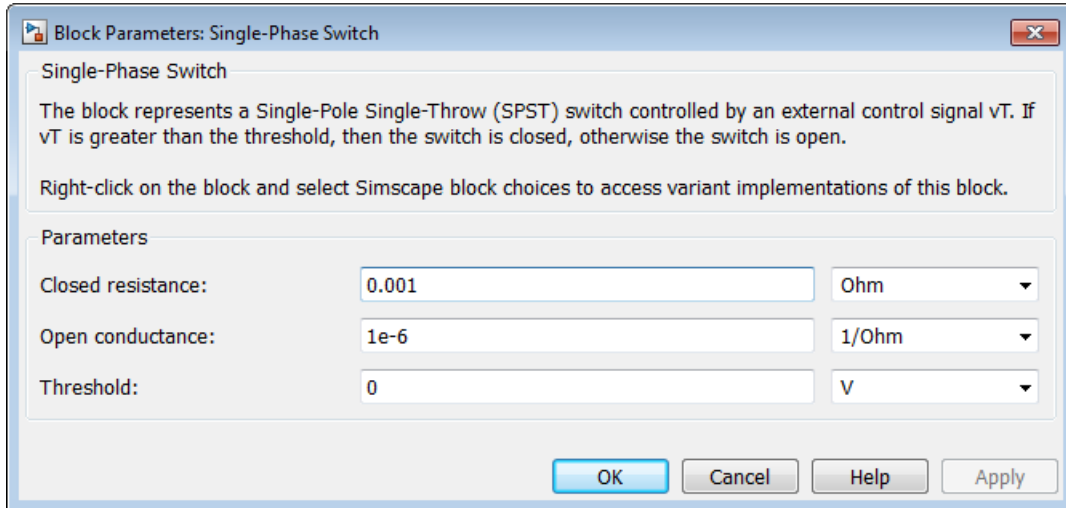 Block Parameters: Single-Phase Switch
Single-Phase Switch
The block represents a Single-Pole Single-Throw (SPST) switch controlled by an external control signal vT. If
vT is greater than the threshold, then the switch is closed, otherwise the switch is open.
Right-click on the block and select Simscape block choices to access variant implementations of this block.
Parameters
Closed resistance: 0.001 Ohm
Open conductance: 1e-6 1/Ohm
Threshold: 0 V
OK Cancel Help Apply